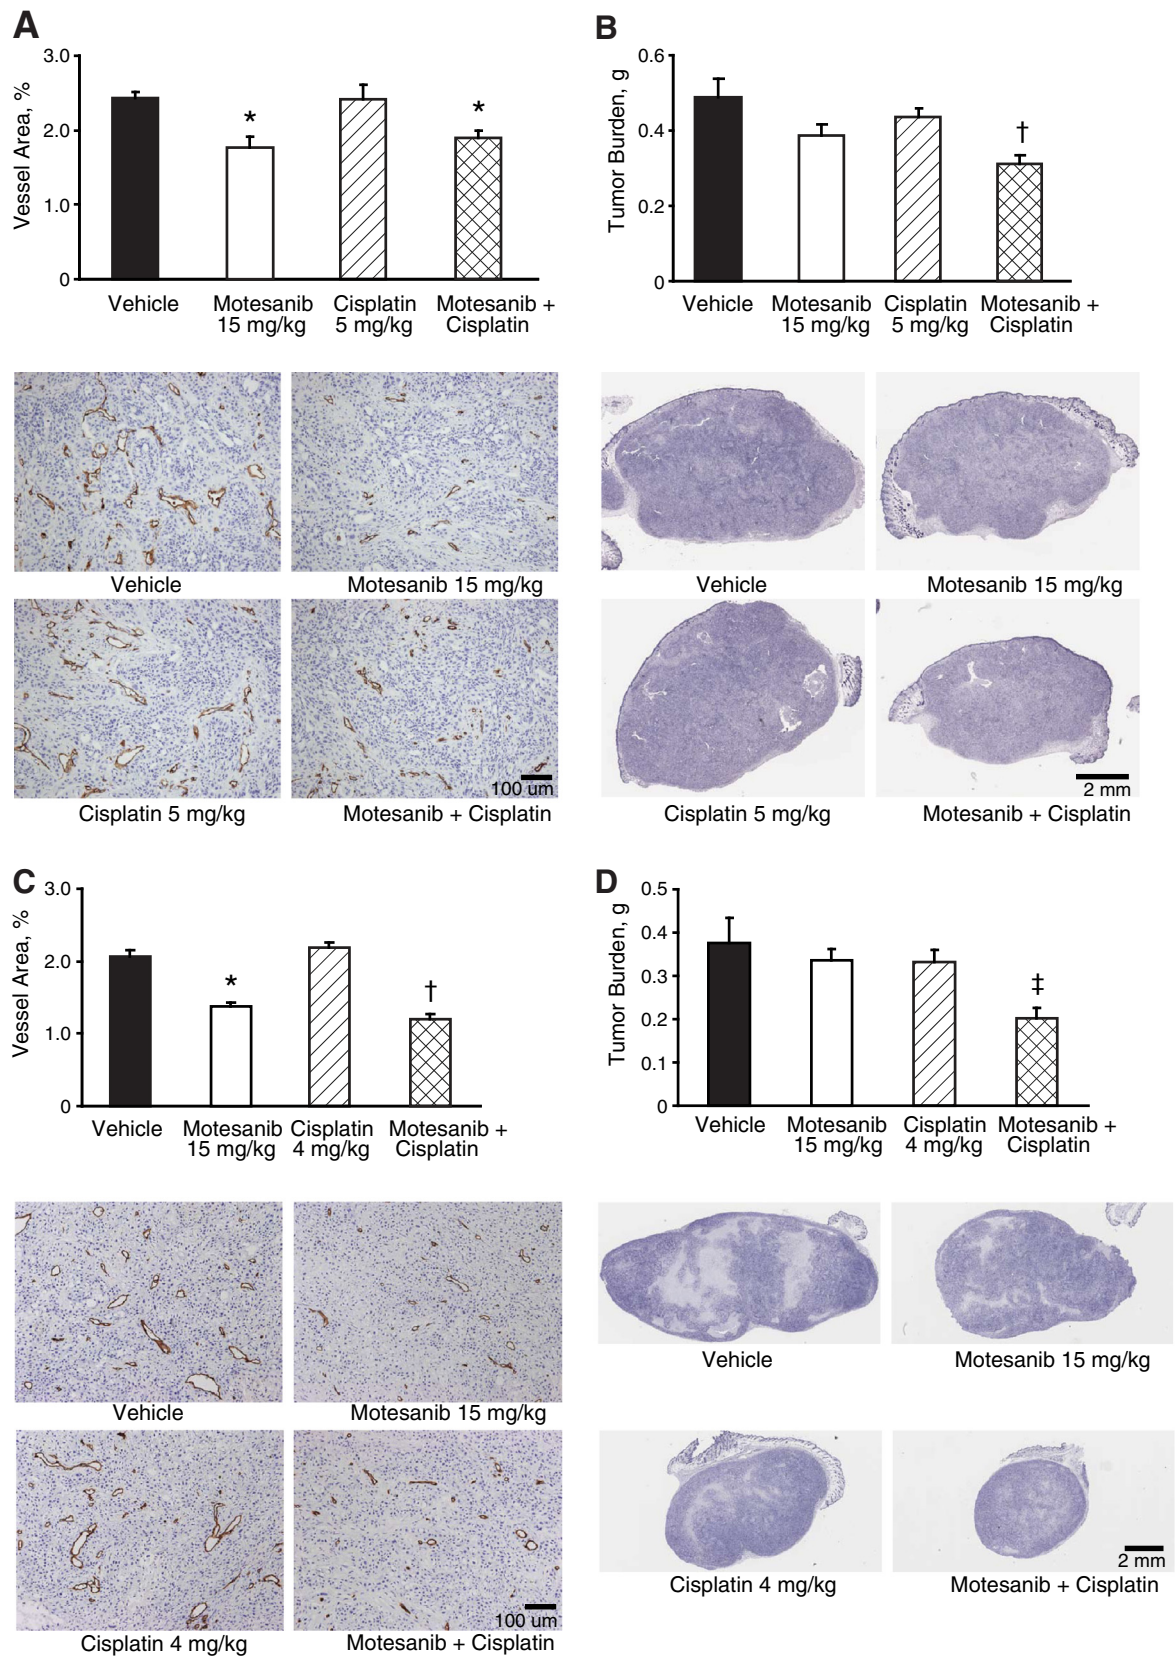 A
B
3.0
2.0
1.0
0
Vessel Area, %
*
*
Vehicle
Motesanib
15 mg/kg
Cisplatin
5 mg/kg
Motesanib +
Cisplatin
0.6
0.4
0.2
0
Tumor Burden, g
†
Vehicle
Motesanib
15 mg/kg
Cisplatin
5 mg/kg
Motesanib +
Cisplatin
Vehicle
Motesanib 15 mg/kg
100 um
Cisplatin 5 mg/kg
Motesanib + Cisplatin
Vehicle
Motesanib 15 mg/kg
2 mm
Cisplatin 5 mg/kg
Motesanib + Cisplatin
C
D
3.0
2.0
1.0
0
Vessel Area, %
*
†
Vehicle
Motesanib
15 mg/kg
Cisplatin
4 mg/kg
Motesanib +
Cisplatin
0.5
0.4
0.3
0.2
0.1
0
Tumor Burden, g
‡
Vehicle
Motesanib
15 mg/kg
Cisplatin
4 mg/kg
Motesanib +
Cisplatin
Vehicle
Motesanib 15 mg/kg
100 um
Cisplatin 4 mg/kg
Motesanib + Cisplatin
Vehicle
Motesanib 15 mg/kg
2 mm
Cisplatin 4 mg/kg
Motesanib + Cisplatin